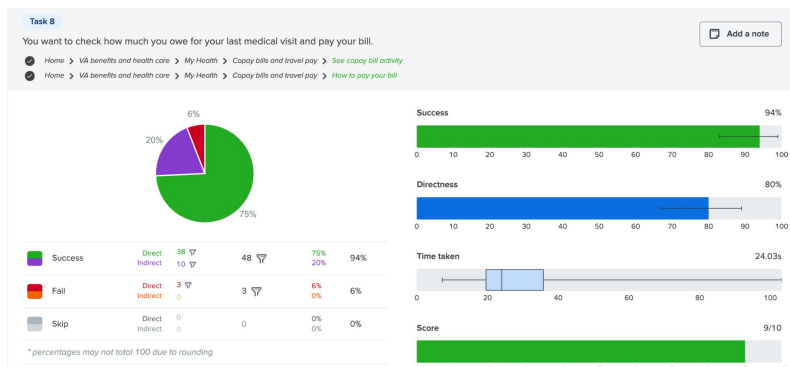 Task 8
Add a note
You want to check how much you owe for your last medical visit and pay your bill.
Home > VA benefits and health care > My Health > Copay bills and travel pay > See copay bill activity
Home > VA benefits and health care > My Health > Copay bills and travel pay > How to pay your bill
6%
20%
75%
Success Direct 38 48 75% 94%
Indirect 10 20%
Fail Direct 3 3 6% 6%
Indirect 0 0%
Skip Direct 0 0 0% 0%
Indirect 0 0%
* percentages may not total 100 due to rounding
Success 94%
0 10 20 30 40 50 60 70 80 90 100
Directness 80%
0 10 20 30 40 50 60 70 80 90 100
Time taken 24.03s
0 20 40 60 80 100
Score 9/10